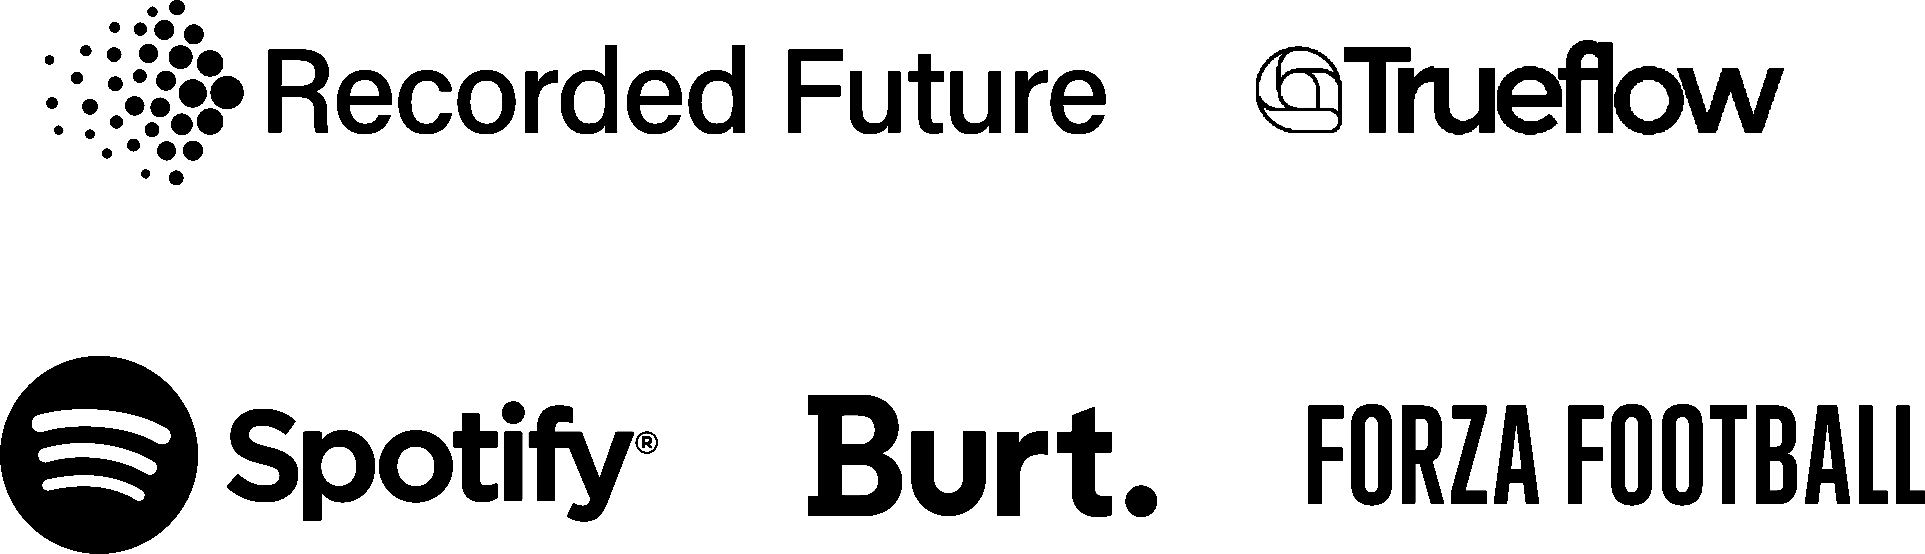 Recorded Future
Trueflow
Spotify®
Burt.
FORZA FOOTBALL